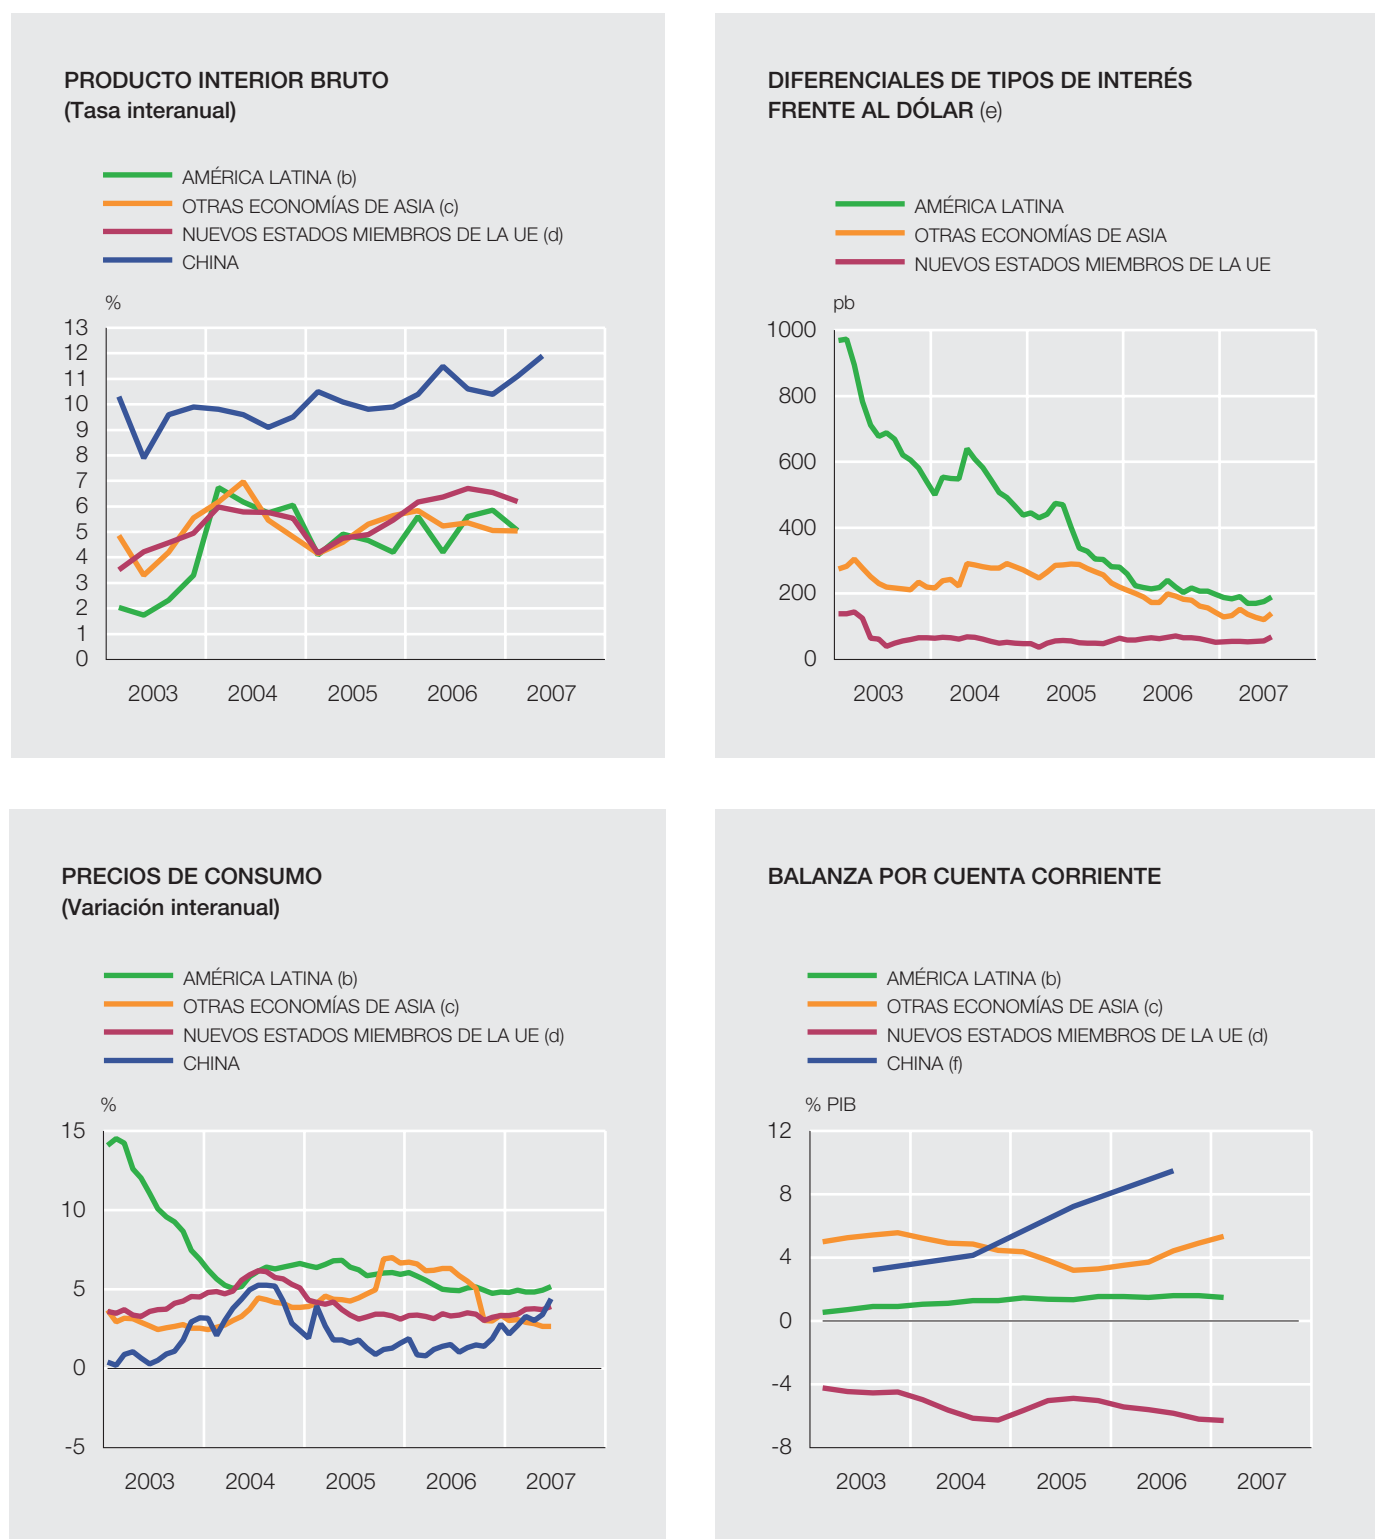 PRODUCTO INTERIOR BRUTO
(Tasa interanual)
AMÉRICA LATINA (b)
OTRAS ECONOMÍAS DE ASIA (c)
NUEVOS ESTADOS MIEMBROS DE LA UE (d)
CHINA
%
13
12
11
10
9
8
7
6
5
4
3
2
1
0
2003 2004 2005 2006 2007
DIFERENCIALES DE TIPOS DE INTERÉS
FRENTE AL DÓLAR (e)
AMÉRICA LATINA
OTRAS ECONOMÍAS DE ASIA
NUEVOS ESTADOS MIEMBROS DE LA UE
pb
1000
800
600
400
200
0
2003 2004 2005 2006 2007
PRECIOS DE CONSUMO
(Variación interanual)
AMÉRICA LATINA (b)
OTRAS ECONOMÍAS DE ASIA (c)
NUEVOS ESTADOS MIEMBROS DE LA UE (d)
CHINA
%
15
10
5
0
-5
2003 2004 2005 2006 2007
BALANZA POR CUENTA CORRIENTE
AMÉRICA LATINA (b)
OTRAS ECONOMÍAS DE ASIA (c)
NUEVOS ESTADOS MIEMBROS DE LA UE (d)
CHINA (f)
% PIB
12
8
4
0
-4
-8
2003 2004 2005 2006 2007